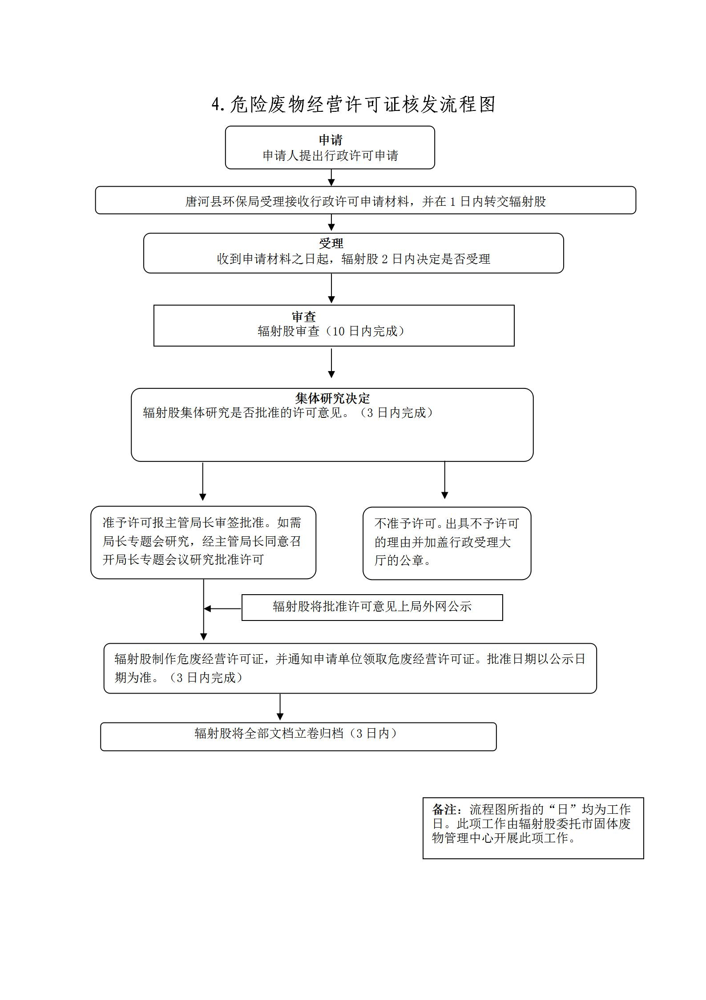 4.危险废物经营许可证核发流程图
申请
申请人提出行政许可申请
唐河县环保局受理接收行政许可申请材料，并在 1 日内转交辐射股
受理
收到申请材料之日起，辐射股 2 日内决定是否受理
审查
辐射股审查（10 日内完成）
集体研究决定
辐射股集体研究是否批准的许可意见。（3 日内完成）
准予许可报主管局长审签批准。如需
局长专题会研究，经主管局长同意召
开局长专题会议研究批准许可
不准予许可。出具不予许可
的理由并加盖行政受理大
厅的公章。
辐射股将批准许可意见上局外网公示
辐射股制作危废经营许可证，并通知申请单位领取危废经营许可证。批准日期以公示日
期为准。（3 日内完成）
辐射股将全部文档立卷归档（3 日内）
备注：流程图所指的“日”均为工作
日。此项工作由辐射股委托市固体废
物管理中心开展此项工作。